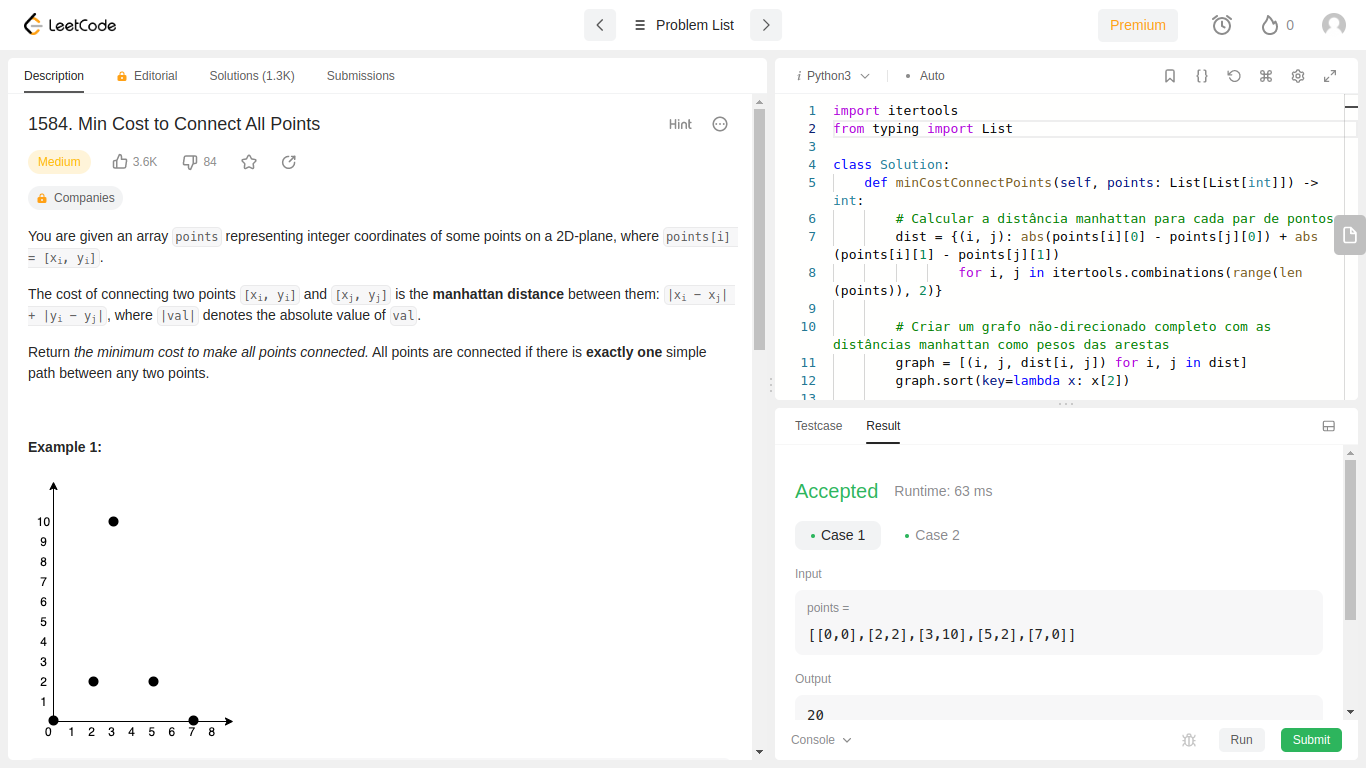 LeetCode
Problem List
Premium
0
Description
Editorial
Solutions (1.3K)
Submissions
1584. Min Cost to Connect All Points
Hint
Medium
3.6K
84
Companies
You are given an array points representing integer coordinates of some points on a 2D-plane, where points[i]
= [xi, yi].
The cost of connecting two points [xi, yi] and [xj, yj] is the manhattan distance between them: |xi − xj|
+ |yi − yj|, where |val| denotes the absolute value of val.
Return the minimum cost to make all points connected. All points are connected if there is exactly one simple
path between any two points.
Example 1:
10
9
8
7
6
5
4
3
2
1
0 1 2 3 4 5 6 7 8
i Python3
• Auto
1 import itertools
2 from typing import List
3
4 class Solution:
5 def minCostConnectPoints(self, points: List[List[int]]) ->
int:
6 # Calcular a distância manhattan para cada par de pontos
7 dist = {(i, j): abs(points[i][0] - points[j][0]) + abs
(points[i][1] - points[j][1])
8 for i, j in itertools.combinations(range(len
(points)), 2)}
9
10 # Criar um grafo não-direcionado completo com as
distâncias manhattan como pesos das arestas
11 graph = [(i, j, dist[i, j]) for i, j in dist]
12 graph.sort(key=lambda x: x[2])
13
Testcase
Result
Accepted
Runtime: 63 ms
• Case 1
• Case 2
Input
points =
[[0,0],[2,2],[3,10],[5,2],[7,0]]
Output
20
Console
Run
Submit